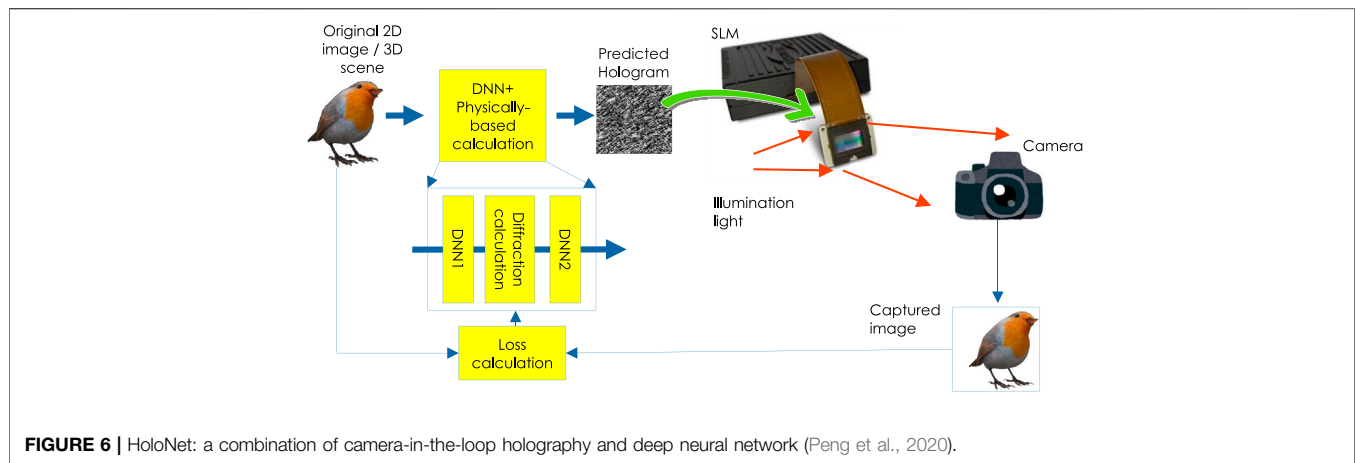 Original 2D
image / 3D
scene
DNN+
Physically-
based
calculation
Predicted
Hologram
SLM
Camera
Illumination
light
DNN1
Diffraction
calculation
DNN2
Loss
calculation
Captured
image
FIGURE 6 | HoloNet: a combination of camera-in-the-loop holography and deep neural network (Peng et al., 2020).